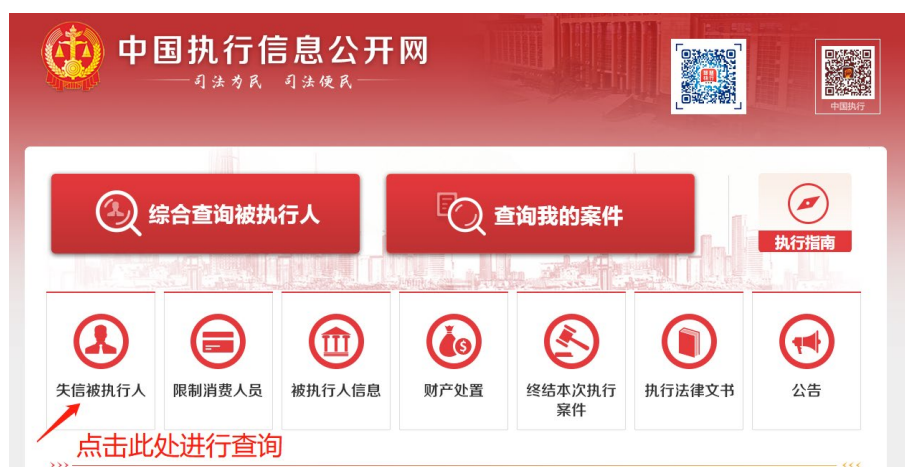 中国执行信息公开网
司法为民 司法便民
中国执行
综合查询被执行人
查询我的案件
执行指南
失信被执行人
限制消费人员
被执行人信息
财产处置
终结本次执行
案件
执行法律文书
公告
点击此处进行查询